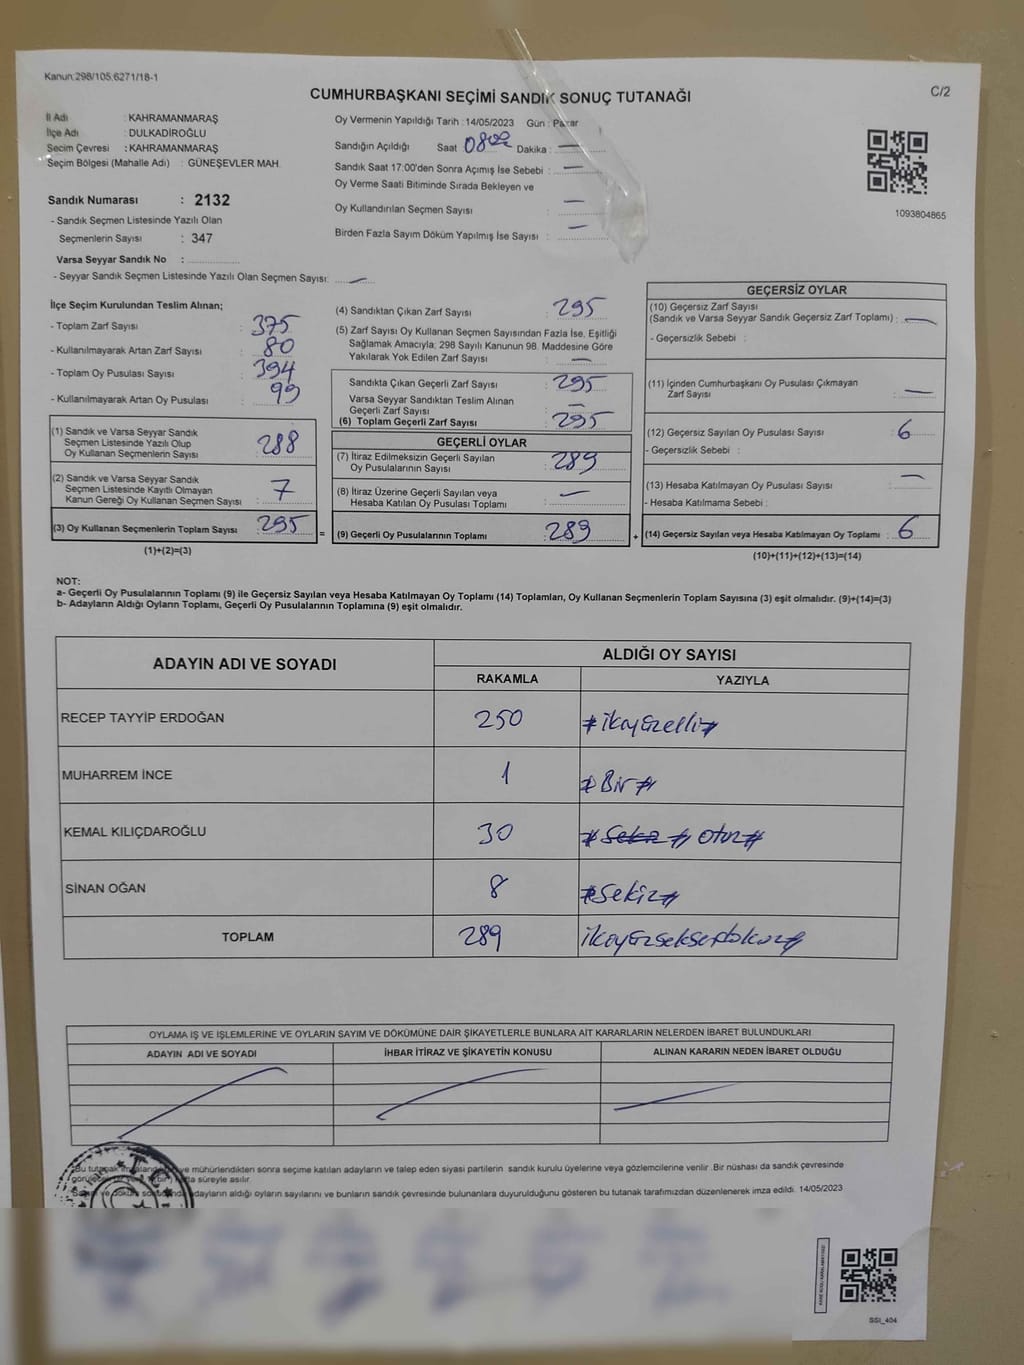 Kanun:298/105,6271/18-1
CUMHURBAŞKANI SEÇİMİ SANDIK SONUÇ TUTANAĞI
C/2
İl Adı : KAHRAMANMARAŞ
İlçe Adı : DULKADİROĞLU
Secim Çevresi : KAHRAMANMARAŞ
Seçim Bölgesi (Mahalle Adı) : GÜNEŞEVLER MAH.
Sandık Numarası : 2132
- Sandık Seçmen Listesinde Yazılı Olan
Seçmenlerin Sayısı : 347
Varsa Seyyar Sandık No :
- Seyyar Sandık Seçmen Listesinde Yazılı Olan Seçmen Sayısı:
Oy Vermenin Yapıldığı Tarih : 14/05/2023 Gün : Pazar
Sandığın Açıldığı Saat 08 Dakika : —
Sandık Saat 17:00'den Sonra Açımış İse Sebebi : —
Oy Verme Saati Bitiminde Sırada Bekleyen ve
Oy Kullandırılan Seçmen Sayısı : —
Birden Fazla Sayım Döküm Yapılmış İse Sayısı : —
1093804865
İlçe Seçim Kurulundan Teslim Alınan;
- Toplam Zarf Sayısı : 375
- Kullanılmayarak Artan Zarf Sayısı : 80
- Toplam Oy Pusulası Sayısı : 394
- Kullanılmayarak Artan Oy Pusulası : 99
(1) Sandık ve Varsa Seyyar Sandık
Seçmen Listesinde Yazılı Olup
Oy Kullanan Seçmenlerin Sayısı : 288
(2) Sandık ve Varsa Seyyar Sandık
Seçmen Listesinde Kayıtlı Olmayan
Kanun Gereği Oy Kullanan Seçmen Sayısı : 7
(3) Oy Kullanan Seçmenlerin Toplam Sayısı : 295 =
(1)+(2)=(3)
(4) Sandıktan Çıkan Zarf Sayısı : 295
(5) Zarf Sayısı Oy Kullanan Seçmen Sayısından Fazla İse, Eşitliği
Sağlamak Amacıyla; 298 Sayılı Kanunun 98. Maddesine Göre
Yakılarak Yok Edilen Zarf Sayısı : —
Sandıkta Çıkan Geçerli Zarf Sayısı : 295
Varsa Seyyar Sandıktan Teslim Alınan
Geçerli Zarf Sayısı : —
(6) Toplam Geçerli Zarf Sayısı : 295
GEÇERLİ OYLAR
(7) İtiraz Edilmeksizin Geçerli Sayılan
Oy Pusulalarının Sayısı : 289
(8) İtiraz Üzerine Geçerli Sayılan veya
Hesaba Katılan Oy Pusulası Toplamı : —
(9) Geçerli Oy Pusulalarının Toplamı : 289 +
GEÇERSİZ OYLAR
(10) Geçersiz Zarf Sayısı
(Sandık ve Varsa Seyyar Sandık Geçersiz Zarf Toplamı) : —
- Geçersizlik Sebebi :
(11) İçinden Cumhurbaşkanı Oy Pusulası Çıkmayan
Zarf Sayısı : —
(12) Geçersiz Sayılan Oy Pusulası Sayısı : 6
- Geçersizlik Sebebi :
(13) Hesaba Katılmayan Oy Pusulası Sayısı : —
- Hesaba Katılmama Sebebi :
(14) Geçersiz Sayılan veya Hesaba Katılmayan Oy Toplamı : 6
(10)+(11)+(12)+(13)=(14)
NOT:
a- Geçerli Oy Pusulalarının Toplamı (9) ile Geçersiz Sayılan veya Hesaba Katılmayan Oy Toplamı (14) Toplamları, Oy Kullanan Seçmenlerin Toplam Sayısına (3) eşit olmalıdır. (9)+(14)=(3)
b- Adayların Aldığı Oyların Toplamı, Geçerli Oy Pusulalarının Toplamına (9) eşit olmalıdır.
ADAYIN ADI VE SOYADI ALDIĞI OY SAYISI
RAKAMLA YAZIYLA
RECEP TAYYİP ERDOĞAN 250 #ikiyüzelli#
MUHARREM İNCE 1 #Bir#
KEMAL KILIÇDAROĞLU 30 # # otuz#
SİNAN OĞAN 8 #Sekiz#
TOPLAM 289 ikiyüzseksendokuz#
OYLAMA İŞ VE İŞLEMLERİNE VE OYLARIN SAYIM VE DÖKÜMÜNE DAİR ŞİKAYETLERLE BUNLARA AİT KARARLARIN NELERDEN İBARET BULUNDUKLARI
ADAYIN ADI VE SOYADI İHBAR İTİRAZ VE ŞİKAYETİN KONUSU ALINAN KARARIN NEDEN İBARET OLDUĞU
Bu tutanak ve mühürlendikten sonra seçime katılan adayların ve talep eden siyasi partilerin sandık kurulu üyelerine veya gözlemcilerine verilir .Bir nüshası da sandık çevresinde
süreyle asılır.
adayların aldığı oyların sayılarını ve bunların sandık çevresinde bulunanlara duyurulduğunu gösteren bu tutanak tarafımızdan düzenlenerek imza edildi. 14/05/2023
SSİ_404